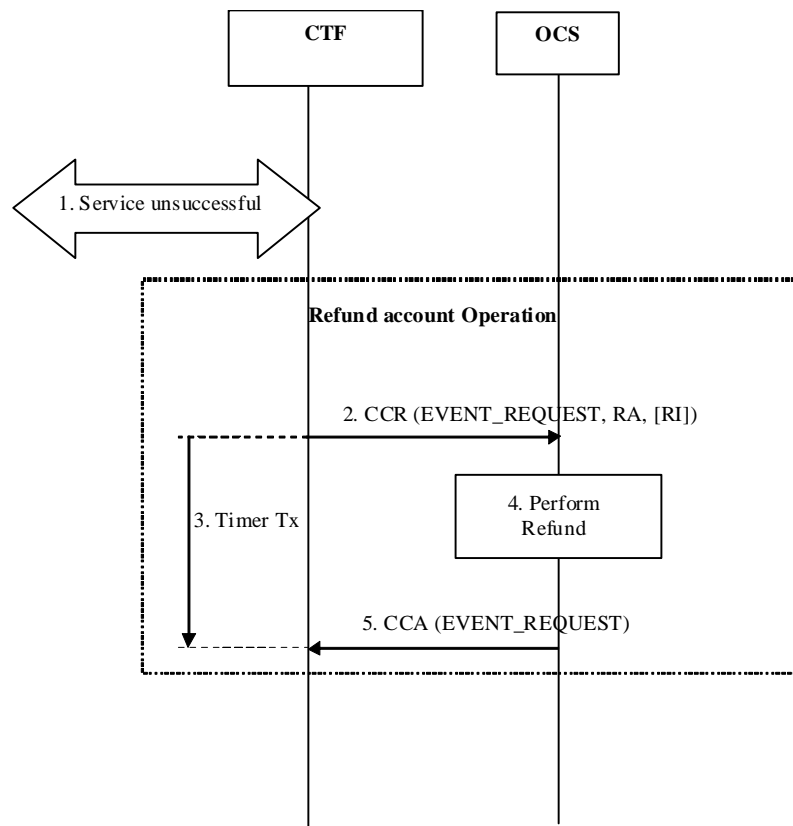 CTF
OCS
1. Service unsuccessful
Refund account Operation
2. CCR (EVENT_REQUEST, RA, [RI])
3. Timer Tx
4. Perform
Refund
5. CCA (EVENT_REQUEST)